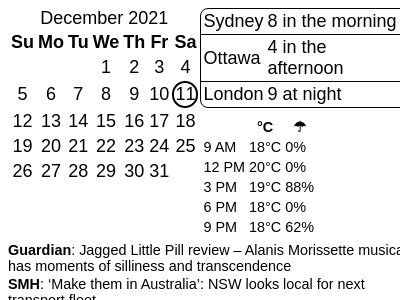 December 2021
Su Mo Tu We Th Fr Sa
1 2 3 4
5 6 7 8 9 10 11
12 13 14 15 16 17 18
19 20 21 22 23 24 25
26 27 28 29 30 31
Sydney 8 in the morning
Ottawa 4 in the
afternoon
London 9 at night
°C ☂
9 AM 18°C 0%
12 PM 20°C 0%
3 PM 19°C 88%
6 PM 18°C 0%
9 PM 18°C 62%
Guardian: Jagged Little Pill review – Alanis Morissette musica
has moments of silliness and transcendence
SMH: ‘Make them in Australia’: NSW looks local for next
transport fleet